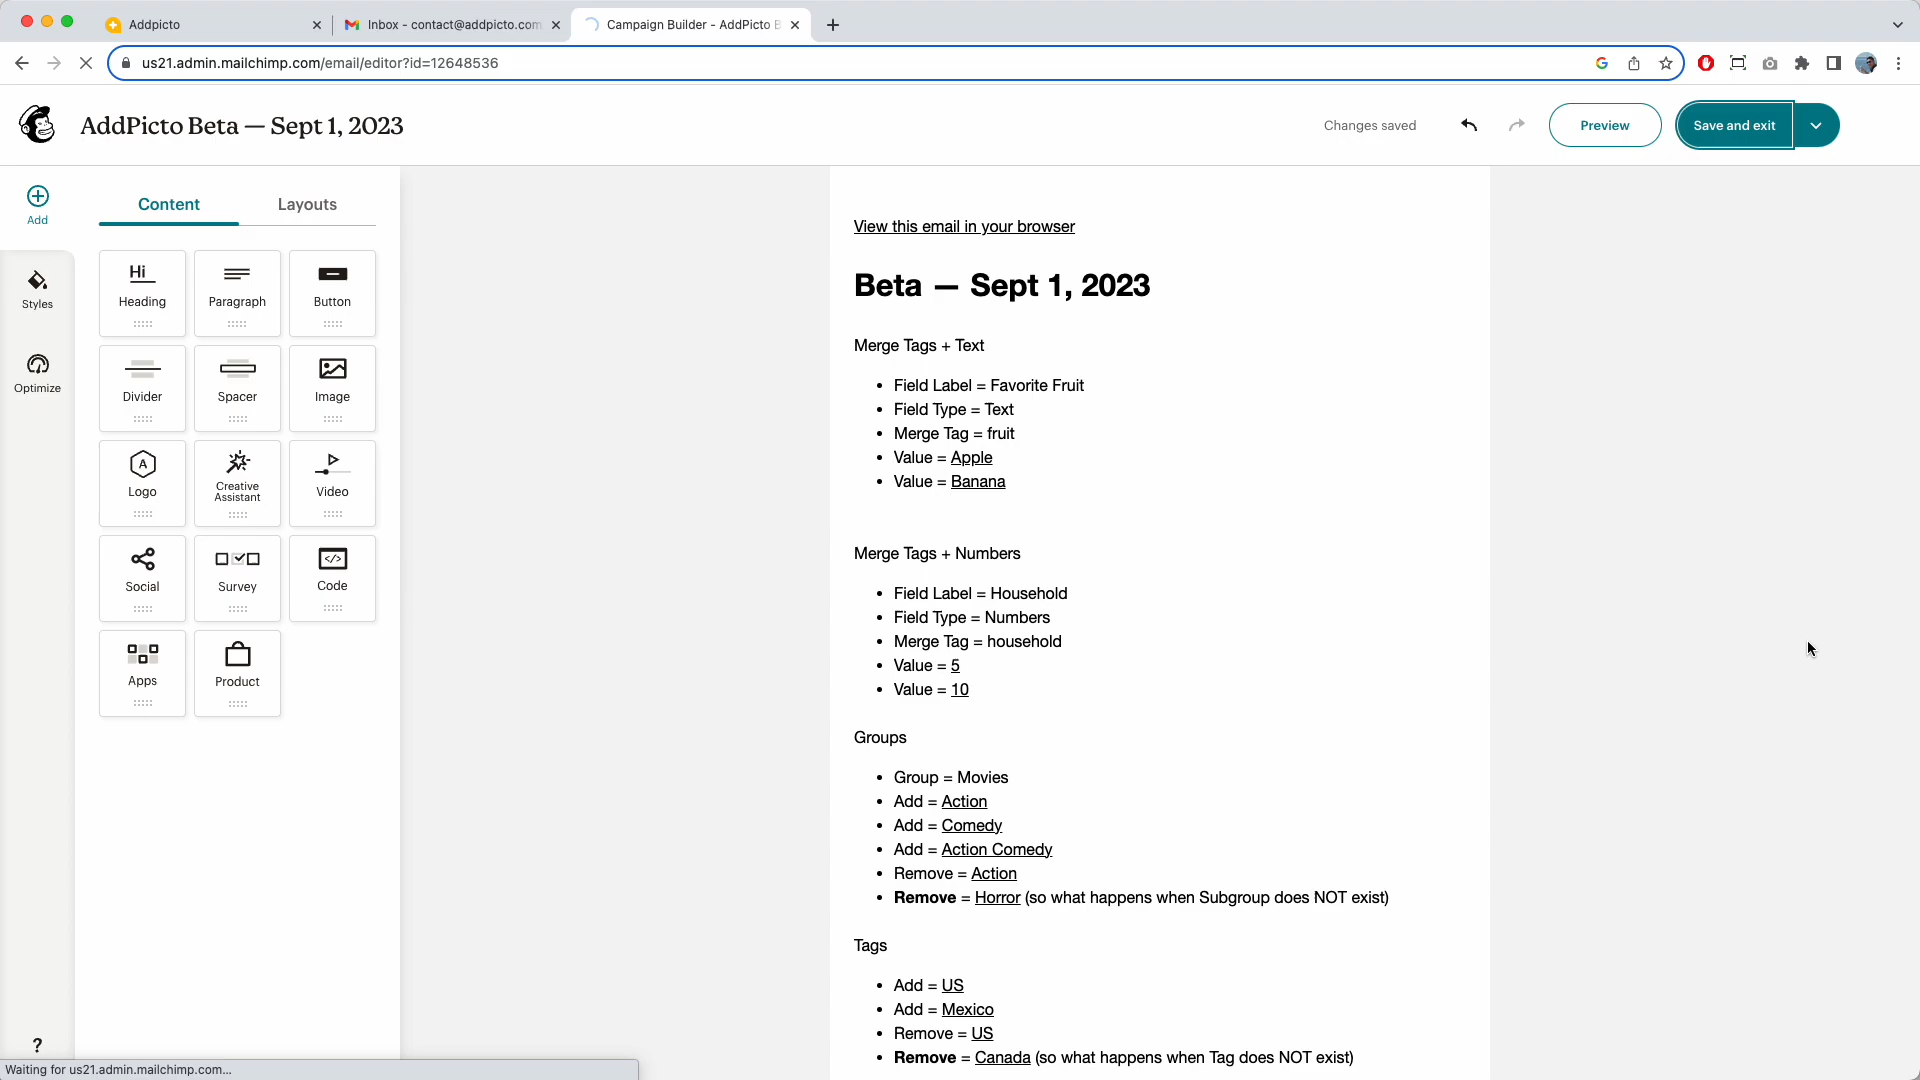 Addpicto
Inbox - contact@addpicto.com
Campaign Builder - AddPicto B
us21.admin.mailchimp.com/email/editor?id=12648536
AddPicto Beta — Sept 1, 2023
Changes saved
Preview
Save and exit
Add
Styles
Optimize
Content
Layouts
Hi
Heading
Paragraph
Button
Divider
Spacer
Image
A
Logo
Creative
Assistant
Video
Social
Survey
</>
Code
Apps
Product
?
View this email in your browser
Beta — Sept 1, 2023
Merge Tags + Text
• Field Label = Favorite Fruit
• Field Type = Text
• Merge Tag = fruit
• Value = Apple
• Value = Banana
Merge Tags + Numbers
• Field Label = Household
• Field Type = Numbers
• Merge Tag = household
• Value = 5
• Value = 10
Groups
• Group = Movies
• Add = Action
• Add = Comedy
• Add = Action Comedy
• Remove = Action
• Remove = Horror (so what happens when Subgroup does NOT exist)
Tags
• Add = US
• Add = Mexico
• Remove = US
• Remove = Canada (so what happens when Tag does NOT exist)
Waiting for us21.admin.mailchimp.com...